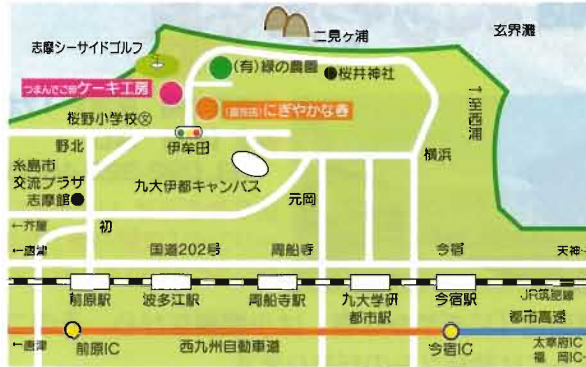 玄界灘
二見ヶ浦
志摩シーサイドゴルフ
(有)緑の農園
桜井神社
つまんでご卵ケーキ工房
(直売店)にぎやかな春
↑至西浦
桜野小学校文
野北
伊牟田
横浜
糸島市
交流プラザ
志摩館
九大伊都キャンパス
元岡
←芥屋
初
←唐津
国道202号
周船寺
今宿
天神→
前原駅
波多江駅
周船寺駅
九大学研
都市駅
今宿駅
JR筑肥線
都市高速
←唐津
前原IC
西九州自動車道
今宿IC
太宰府IC
福岡IC→